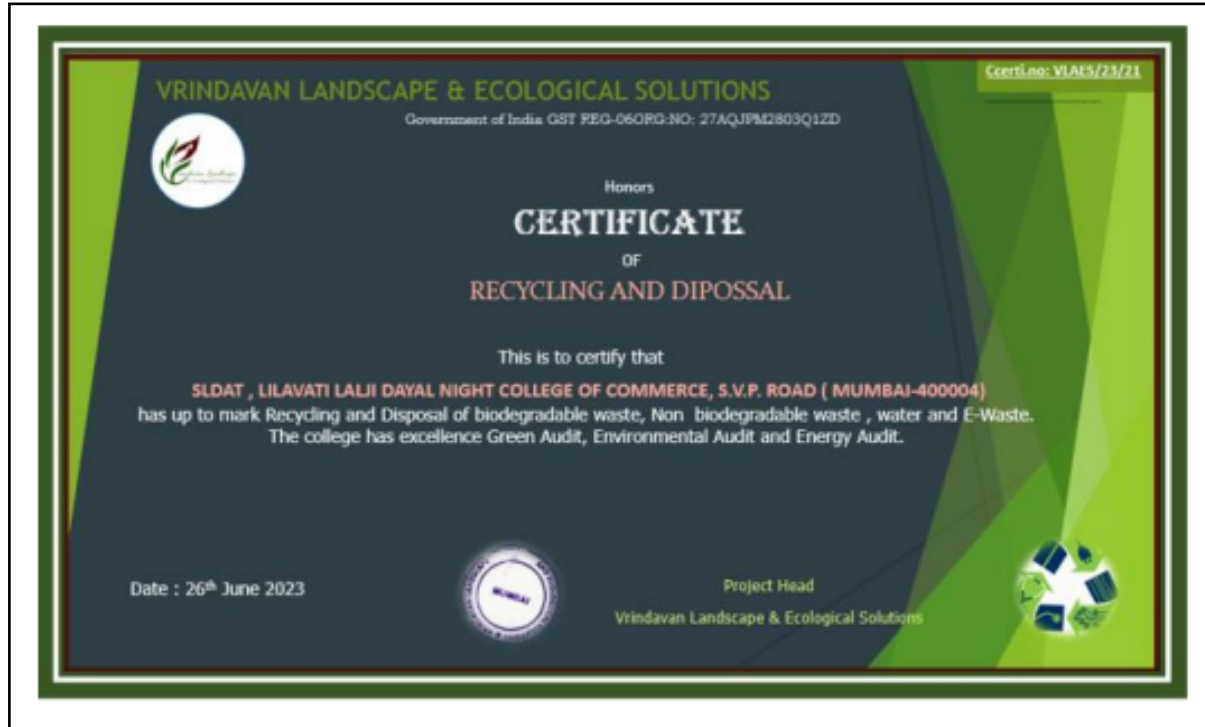 Ccerti.no: VLAES/23/21
VRINDAVAN LANDSCAPE & ECOLOGICAL SOLUTIONS
Government of India GST REG-06ORG:NO: 27AQJPM2803Q1ZD
Honors
CERTIFICATE
OF
RECYCLING AND DIPOSSAL
This is to certify that
SLDAT , LILAVATI LALJI DAYAL NIGHT COLLEGE OF COMMERCE, S.V.P. ROAD ( MUMBAI-400004)
has up to mark Recycling and Disposal of biodegradable waste, Non biodegradable waste , water and E-Waste.
The college has excellence Green Audit, Environmental Audit and Energy Audit.
Date : 26th June 2023
MUMBAI
Project Head
Vrindavan Landscape & Ecological Solutions